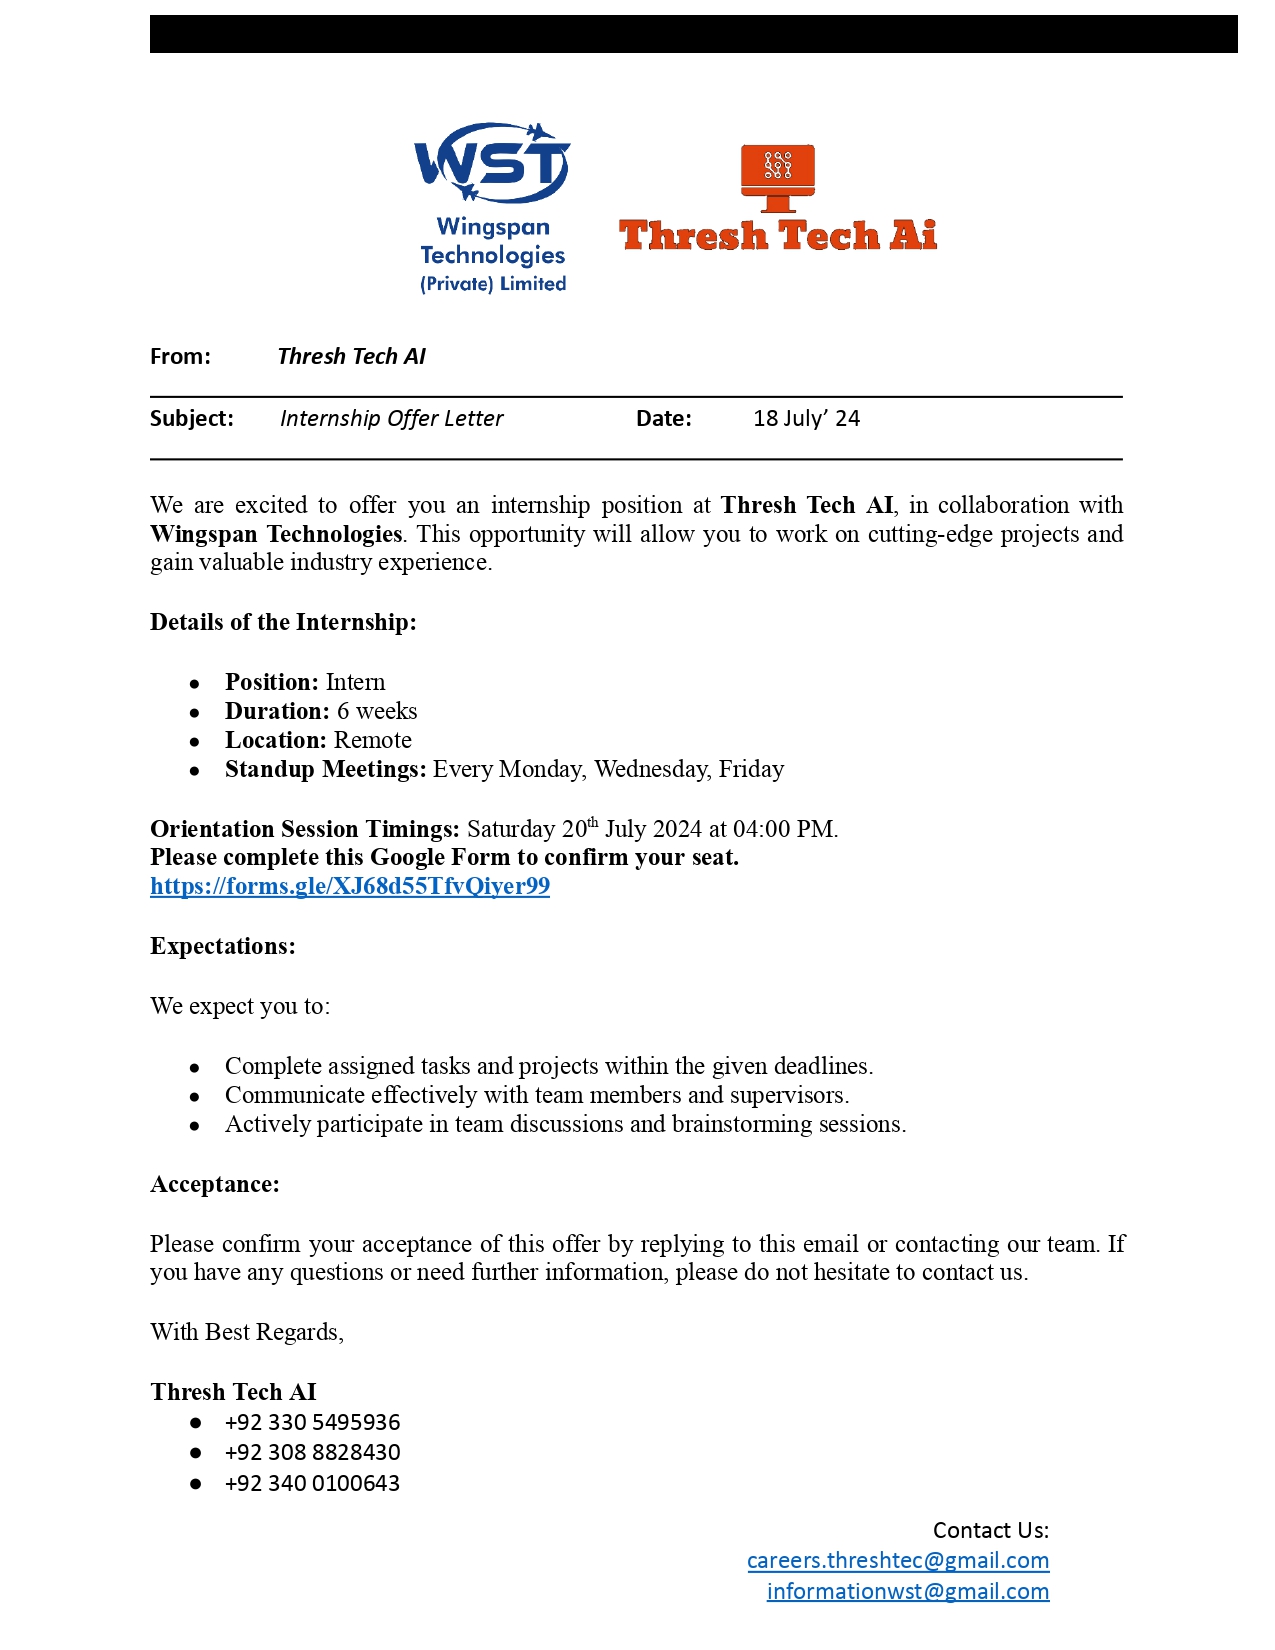 WST
Wingspan
Technologies
(Private) Limited
Thresh Tech Ai
From: Thresh Tech AI
Subject: Internship Offer Letter Date: 18 July’ 24
We are excited to offer you an internship position at Thresh Tech AI, in collaboration with
Wingspan Technologies. This opportunity will allow you to work on cutting-edge projects and
gain valuable industry experience.
Details of the Internship:
● Position: Intern
● Duration: 6 weeks
● Location: Remote
● Standup Meetings: Every Monday, Wednesday, Friday
Orientation Session Timings: Saturday 20th July 2024 at 04:00 PM.
Please complete this Google Form to confirm your seat.
https://forms.gle/XJ68d55TfvQiyer99
Expectations:
We expect you to:
● Complete assigned tasks and projects within the given deadlines.
● Communicate effectively with team members and supervisors.
● Actively participate in team discussions and brainstorming sessions.
Acceptance:
Please confirm your acceptance of this offer by replying to this email or contacting our team. If
you have any questions or need further information, please do not hesitate to contact us.
With Best Regards,
Thresh Tech AI
● +92 330 5495936
● +92 308 8828430
● +92 340 0100643
Contact Us:
careers.threshtec@gmail.com
informationwst@gmail.com